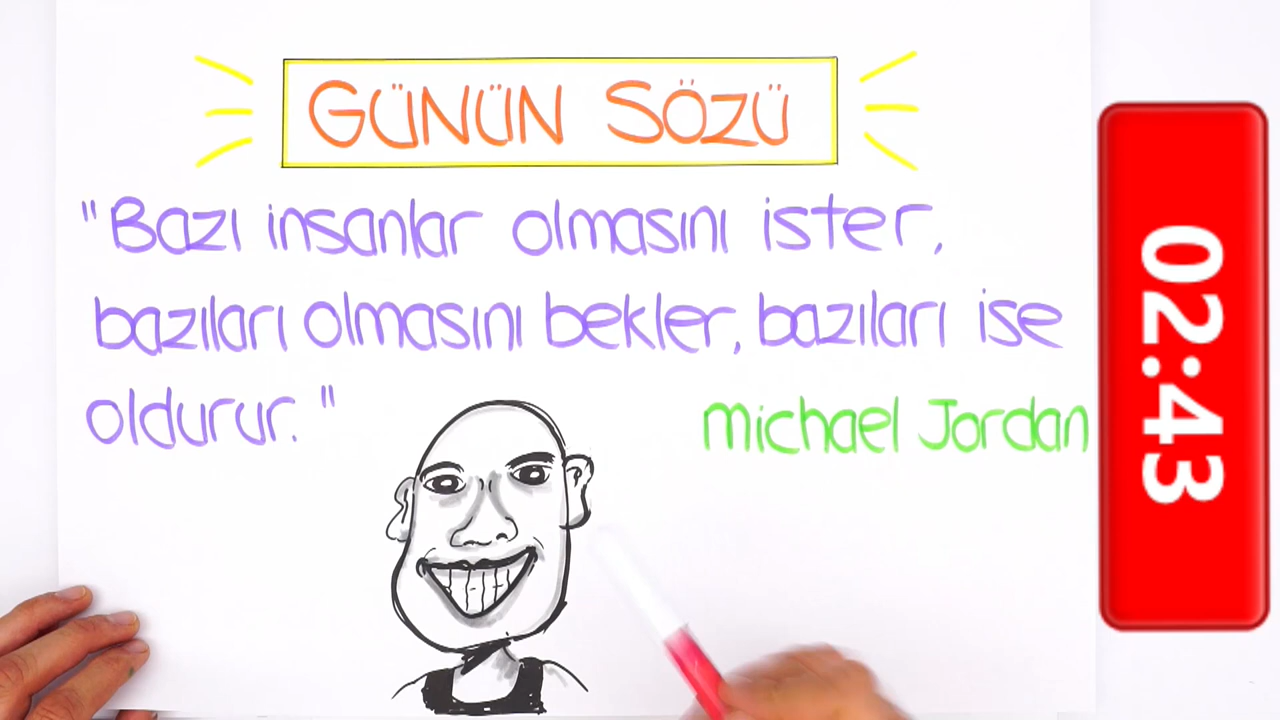 GÜNÜN SÖZÜ
"Bazı insanlar olmasını ister,
bazıları olmasını bekler, bazıları ise
oldurur."
Michael Jordan
02:43